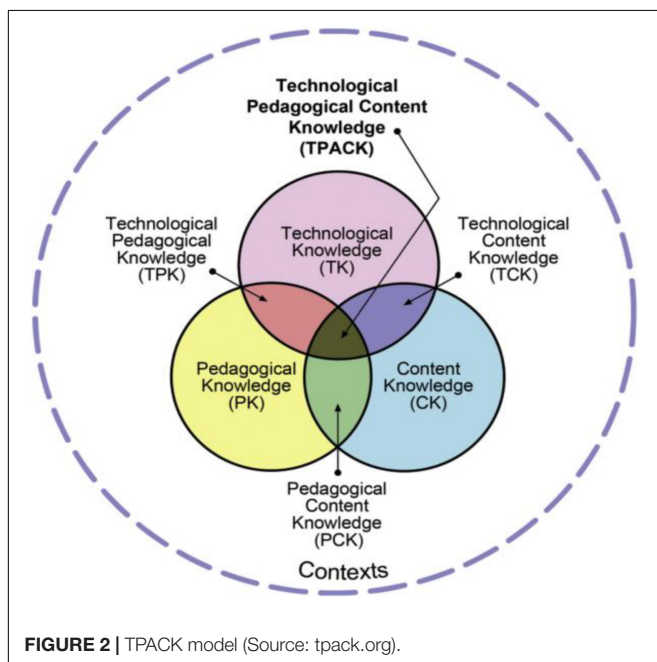 Technological
Pedagogical Content
Knowledge
(TPACK)
Technological
Pedagogical
Knowledge
(TPK)
Technological
Knowledge
(TK)
Technological
Content
Knowledge
(TCK)
Pedagogical
Knowledge
(PK)
Content
Knowledge
(CK)
Pedagogical
Content
Knowledge
(PCK)
Contexts
FIGURE 2 | TPACK model (Source: tpack.org).